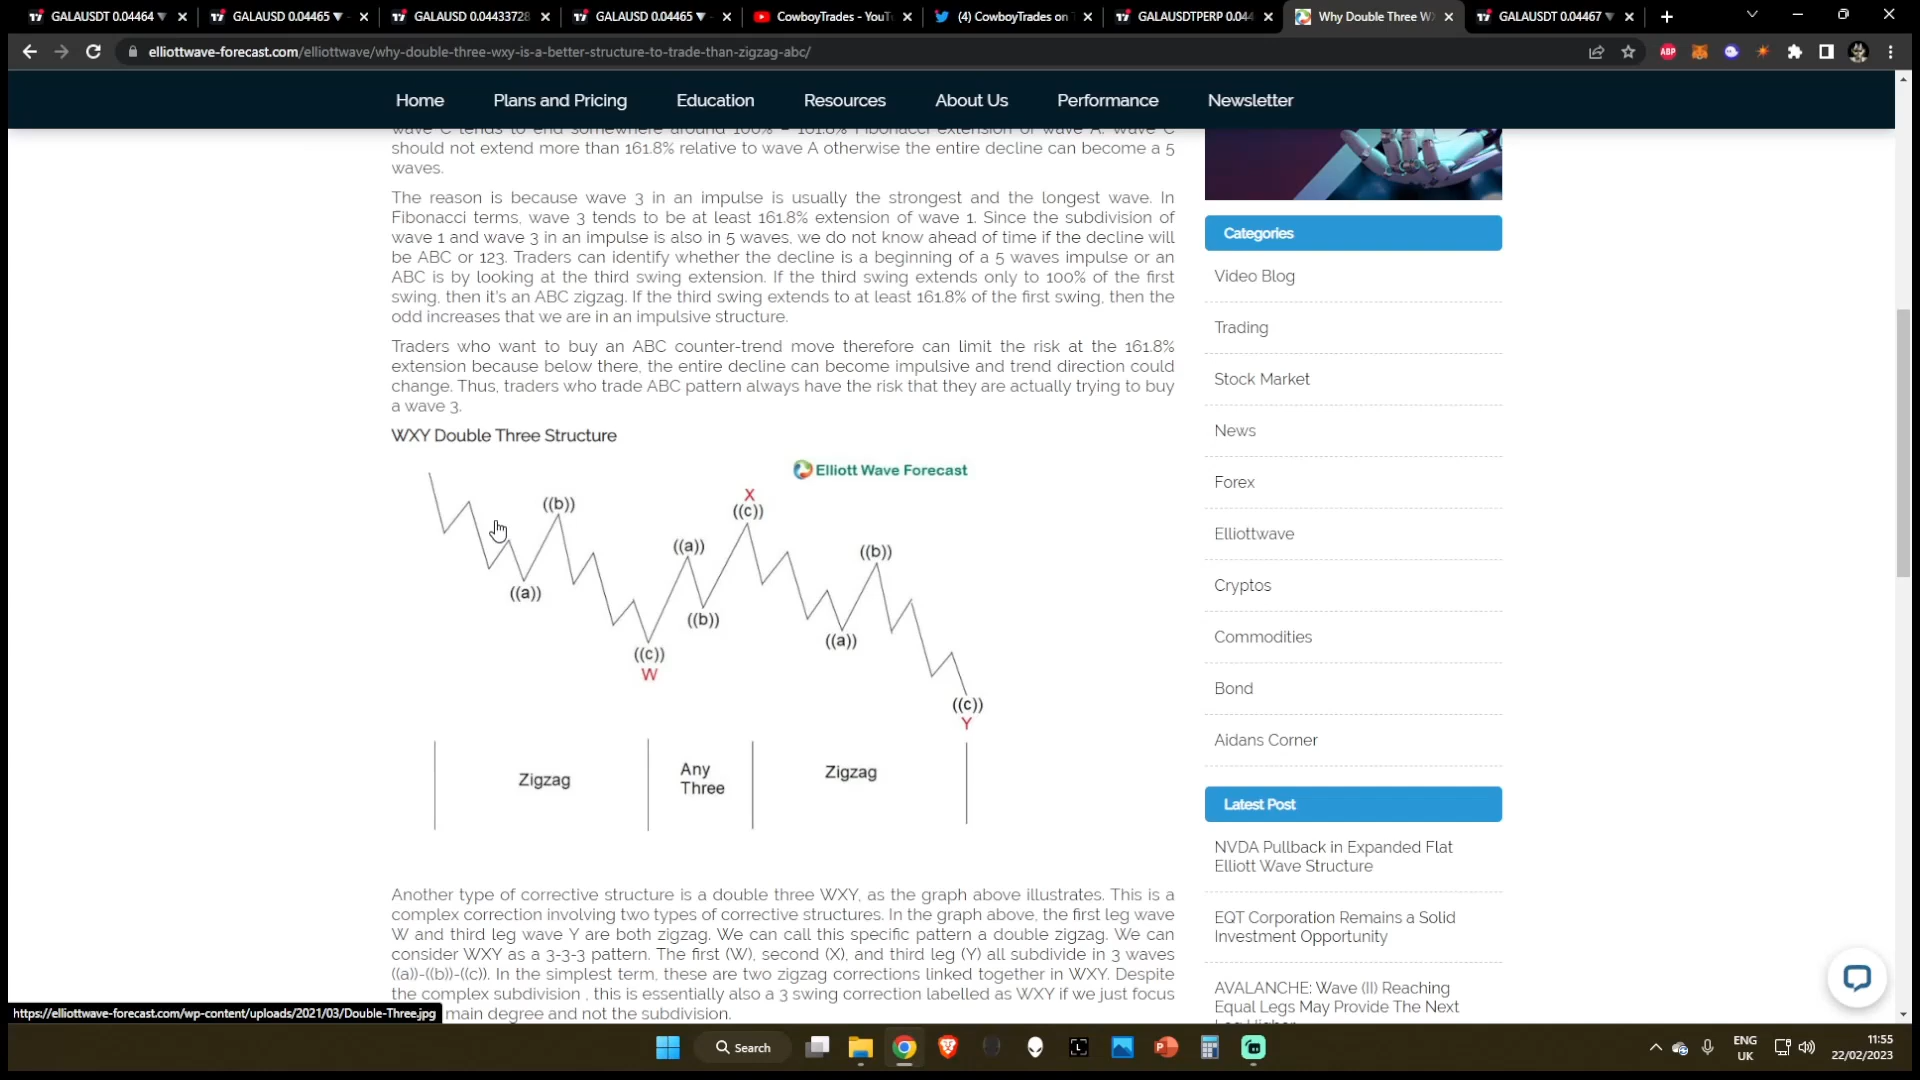 GALAUSDT 0.04464
GALAUSD 0.04465
GALAUSD 0.04433728
GALAUSD 0.04465
CowboyTrades - YouT
(4) CowboyTrades on
GALAUSDTPERP 0.044
Why Double Three W
GALAUSDT 0.04467
elliottwave-forecast.com/elliottwave/why-double-three-wxy-is-a-better-structure-to-trade-than-zigzag-abc/
ABP
Home
Plans and Pricing
Education
Resources
About Us
Performance
Newsletter
wave C tends to end somewhere around 100% – 161.8% Fibonacci extension of wave A. Wave C
should not extend more than 161.8% relative to wave A otherwise the entire decline can become a 5
waves.
The reason is because wave 3 in an impulse is usually the strongest and the longest wave. In
Fibonacci terms, wave 3 tends to be at least 161.8% extension of wave 1. Since the subdivision of
wave 1 and wave 3 in an impulse is also in 5 waves, we do not know ahead of time if the decline will
be ABC or 123. Traders can identify whether the decline is a beginning of a 5 waves impulse or an
ABC is by looking at the third swing extension. If the third swing extends only to 100% of the first
swing, then it's an ABC zigzag. If the third swing extends to at least 161.8% of the first swing, then the
odd increases that we are in an impulsive structure.
Traders who want to buy an ABC counter-trend move therefore can limit the risk at the 161.8%
extension because below there, the entire decline can become impulsive and trend direction could
change. Thus, traders who trade ABC pattern always have the risk that they are actually trying to buy
a wave 3.
WXY Double Three Structure
Elliott Wave Forecast
X
((b))
((c))
((a))
((b))
((a))
((b))
((a))
((c))
W
((c))
Y
Zigzag
Any
Three
Zigzag
Another type of corrective structure is a double three WXY, as the graph above illustrates. This is a
complex correction involving two types of corrective structures. In the graph above, the first leg wave
W and third leg wave Y are both zigzag. We can call this specific pattern a double zigzag. We can
consider WXY as a 3-3-3 pattern. The first (W), second (X), and third leg (Y) all subdivide in 3 waves
((a))-((b))-((c)). In the simplest term, these are two zigzag corrections linked together in WXY. Despite
the complex subdivision , this is essentially also a 3 swing correction labelled as WXY if we just focus
main degree and not the subdivision.
Categories
Video Blog
Trading
Stock Market
News
Forex
Elliottwave
Cryptos
Commodities
Bond
Aidans Corner
Latest Post
NVDA Pullback in Expanded Flat
Elliott Wave Structure
EQT Corporation Remains a Solid
Investment Opportunity
AVALANCHE: Wave (II) Reaching
Equal Legs May Provide The Next
Leg Higher
https://elliottwave-forecast.com/wp-content/uploads/2021/03/Double-Three.jpg
Search
ENG
UK
11:55
22/02/2023